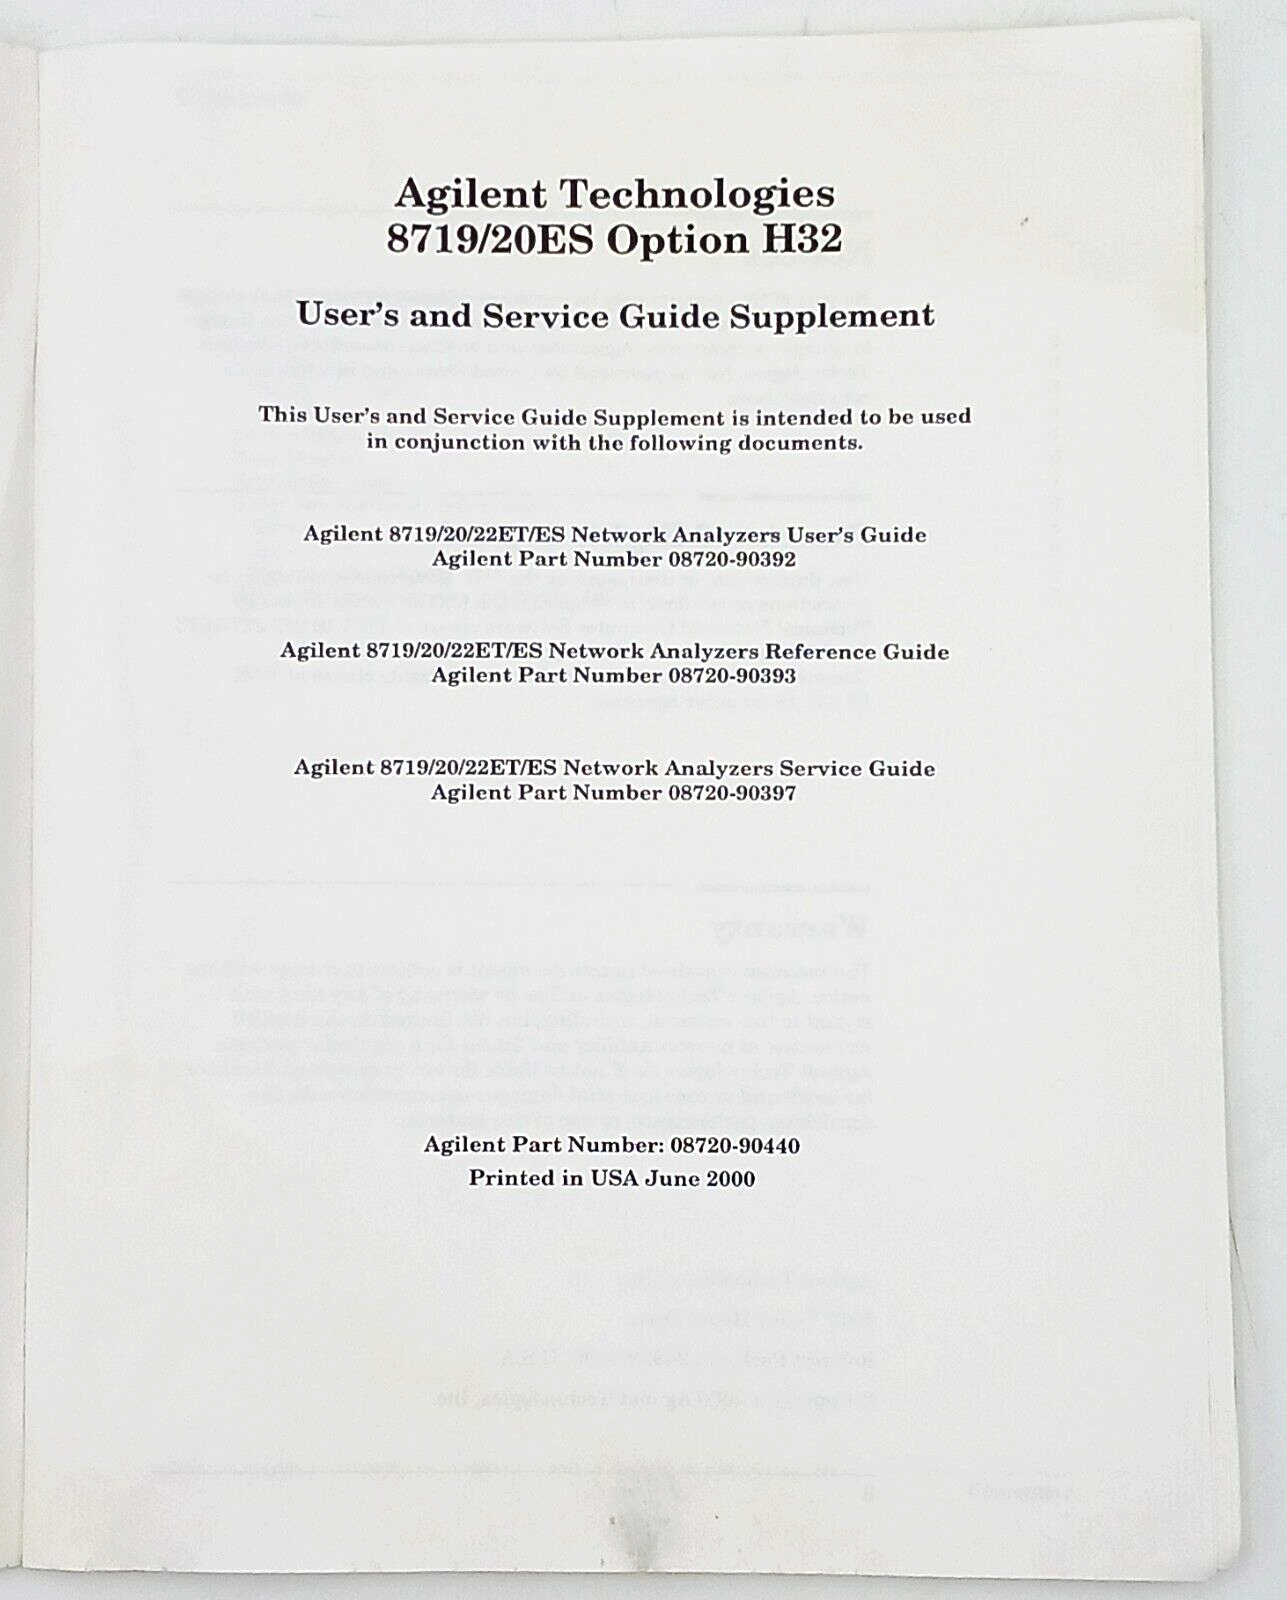 Agilent Technologies
8719/20ES Option H32
User's and Service Guide Supplement
This User's and Service Guide Supplement is intended to be used
in conjunction with the following documents.
Agilent 8719/20/22ET/ES Network Analyzers User's Guide
Agilent Part Number 08720-90392
Agilent 8719/20/22ET/ES Network Analyzers Reference Guide
Agilent Part Number 08720-90393
Agilent 8719/20/22ET/ES Network Analyzers Service Guide
Agilent Part Number 08720-90397
Warranty
Agilent Part Number: 08720-90440
Printed in USA June 2000